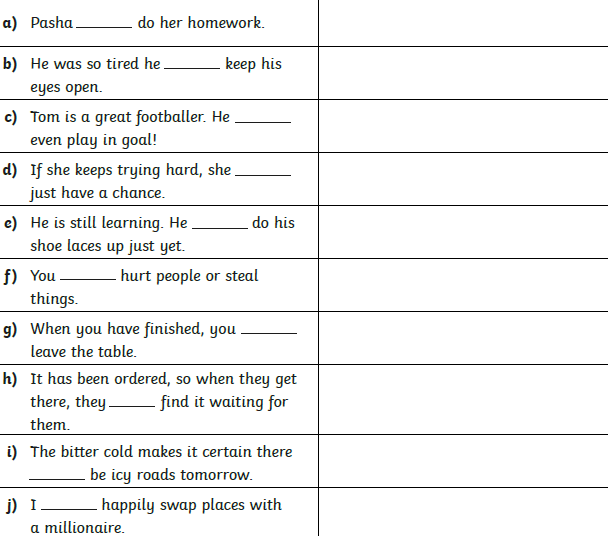 a) Pasha _______ do her homework.
b) He was so tired he _______ keep his
eyes open.
c) Tom is a great footballer. He _______
even play in goal!
d) If she keeps trying hard, she _______
just have a chance.
e) He is still learning. He _______ do his
shoe laces up just yet.
f) You _______ hurt people or steal
things.
g) When you have finished, you _______
leave the table.
h) It has been ordered, so when they get
there, they ______ find it waiting for
them.
i) The bitter cold makes it certain there
_______ be icy roads tomorrow.
j) I _______ happily swap places with
a millionaire.